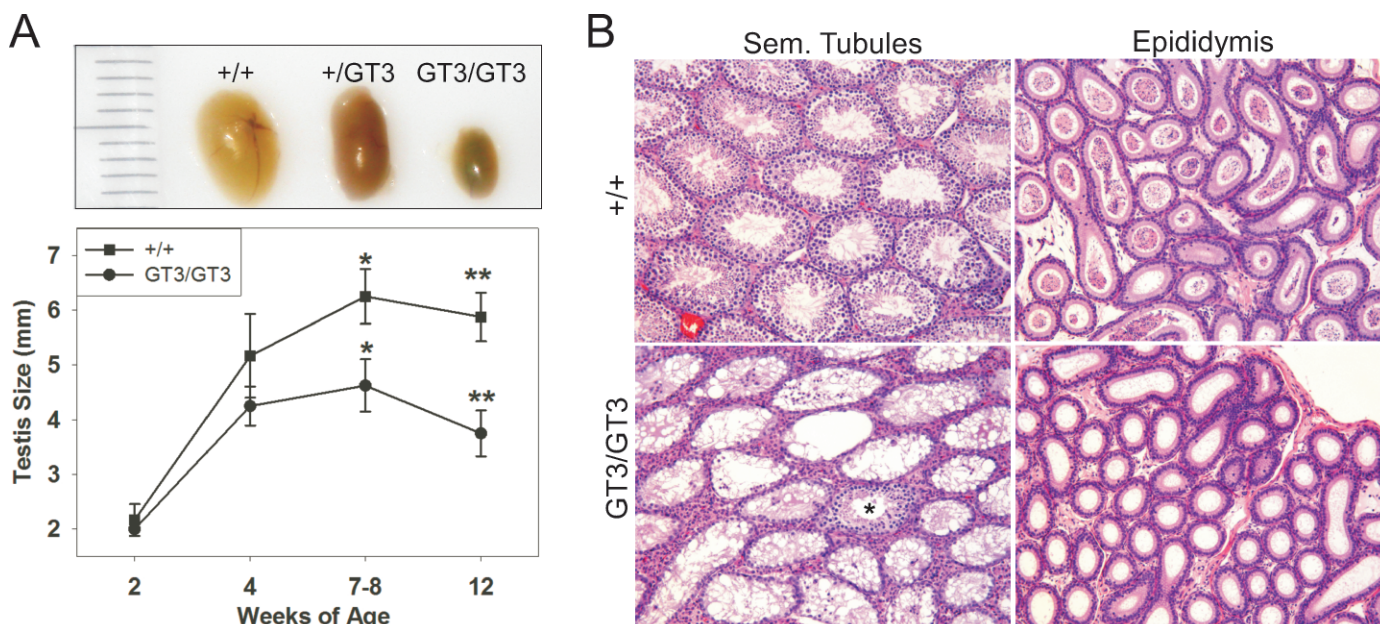 A
+/+
+/GT3
GT3/GT3
+/+
GT3/GT3
7
6
5
4
3
2
*
**
*
**
Testis Size (mm)
2
4
7-8
12
Weeks of Age
B
Sem. Tubules
Epididymis
+/+
GT3/GT3
*